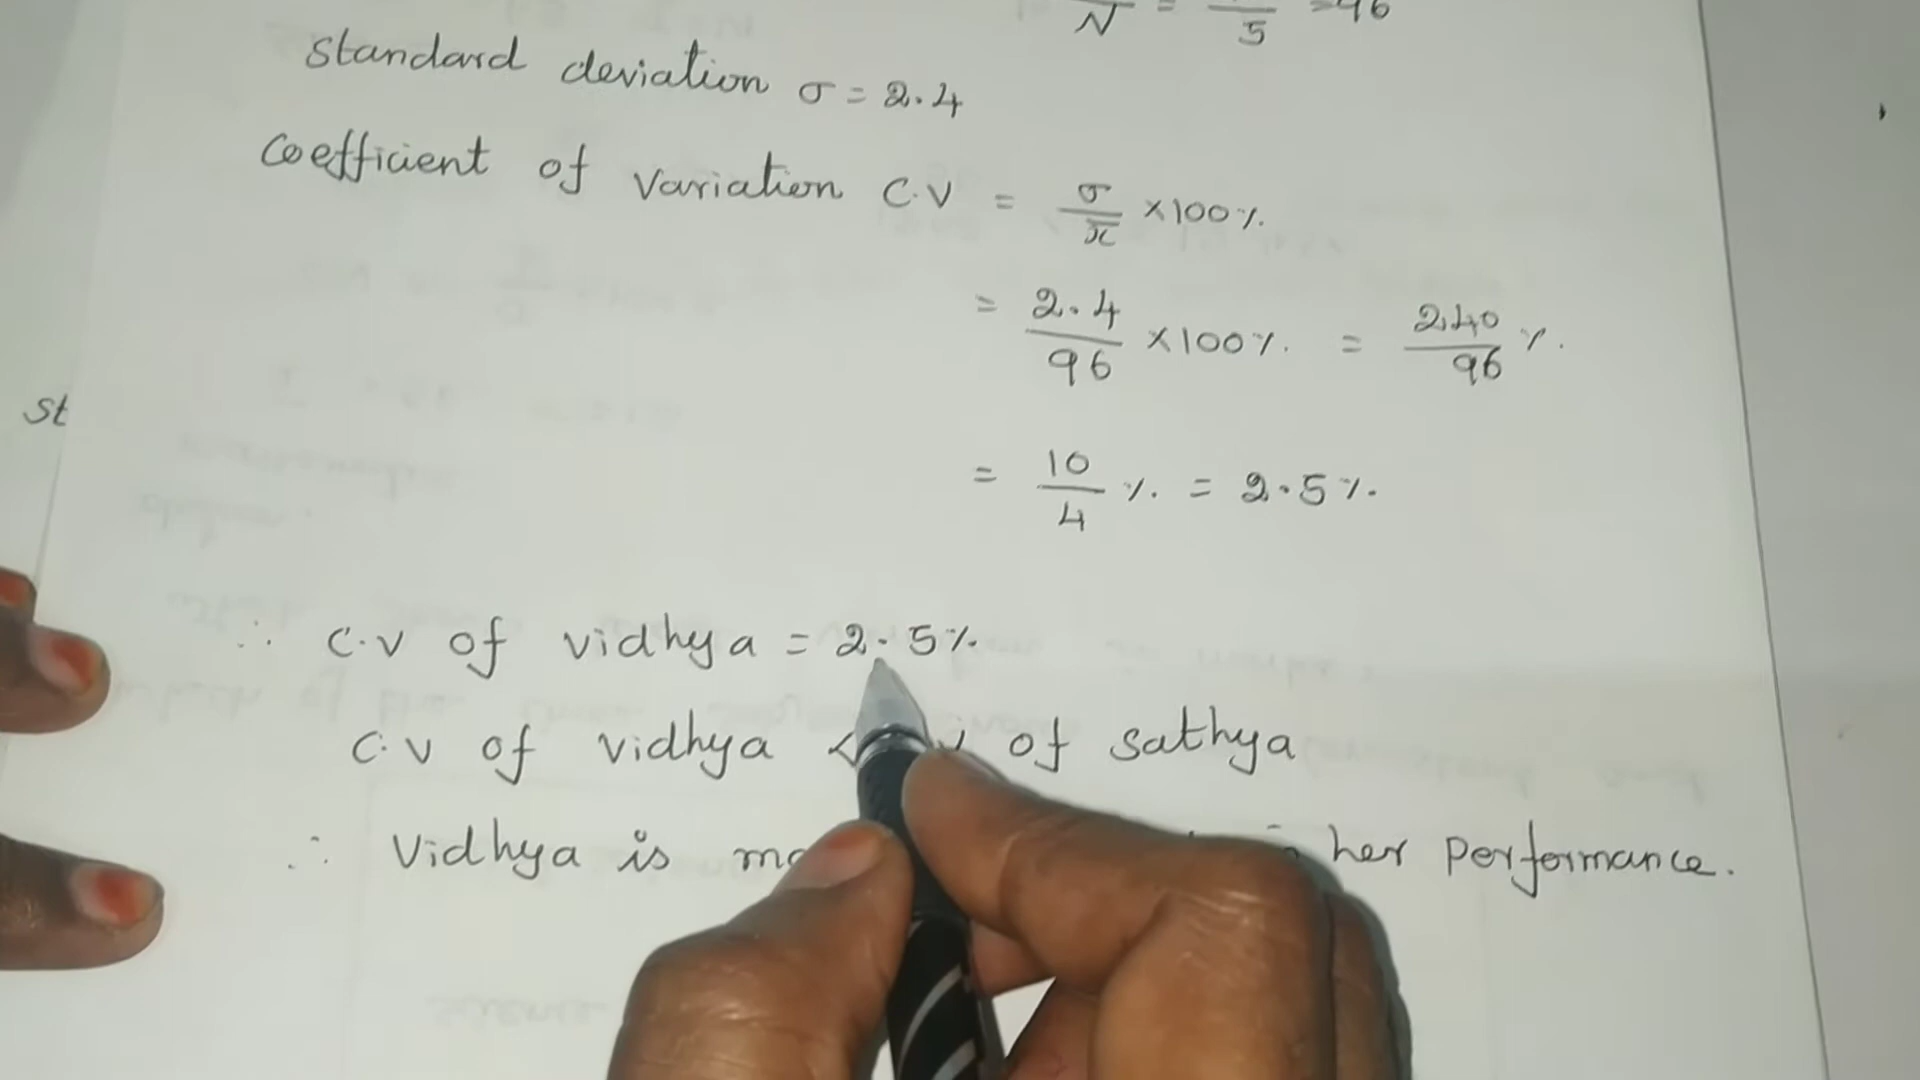 N = 5 = 96
Standard deviation σ = 2.4
Coefficient of variation C.V = σ/x̄ ×100%.
= 2.4/96 ×100%. = 240/96 %.
St
= 10/4 %. = 2.5%.
∴ C.V of vidhya = 2.5%.
C.V of vidhya < of sathya
∴ Vidhya is her performance.